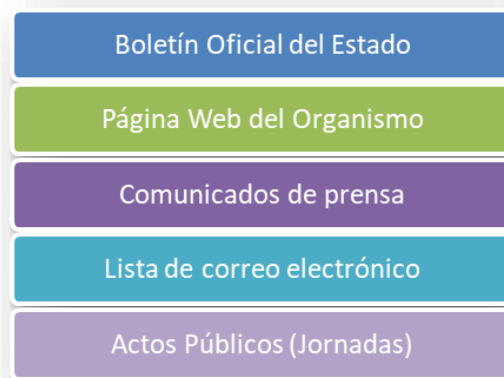 Boletín Oficial del Estado
Página Web del Organismo
Comunicados de prensa
Lista de correo electrónico
Actos Públicos (Jornadas)